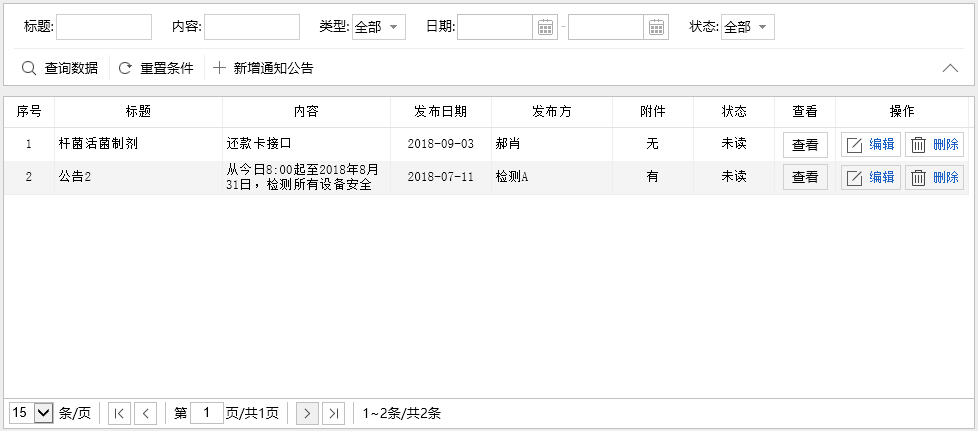 标题: 内容: 类型: 全部 日期: - 状态: 全部
查询数据 重置条件 新增通知公告
序号 标题 内容 发布日期 发布方 附件 状态 查看 操作
1 杆菌活菌制剂 还款卡接口 2018-09-03 郝肖 无 未读 查看 编辑 删除
2 公告2 从今日8:00起至2018年8月 2018-07-11 检测A 有 未读 查看 编辑 删除
31日，检测所有设备安全
15 条/页 第 1 页/共1页 1~2条/共2条